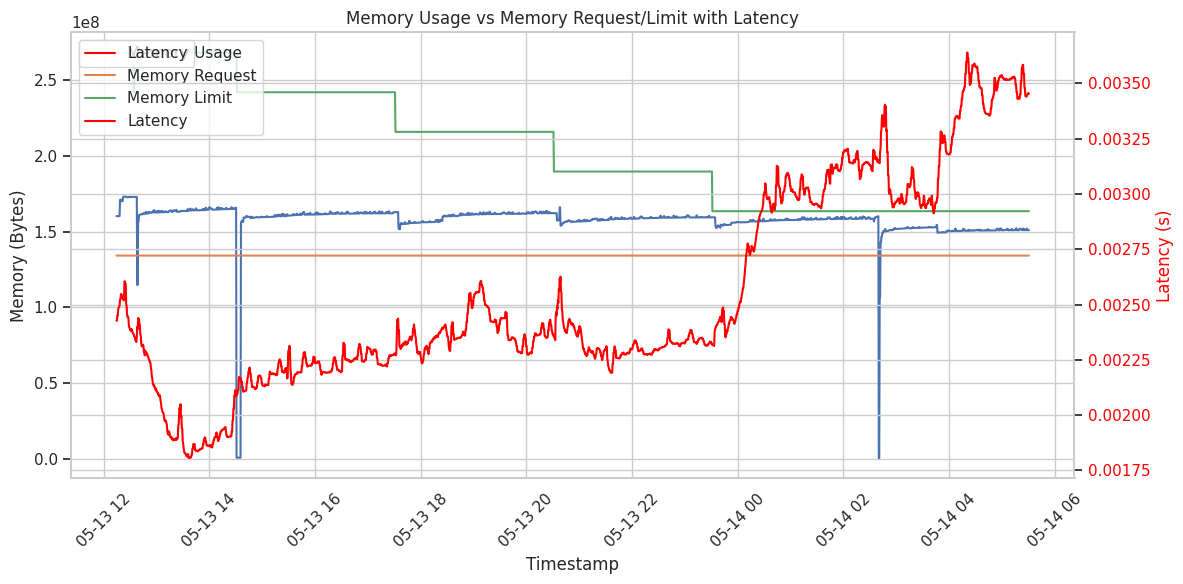 Memory Usage vs Memory Request/Limit with Latency
1e8
Latency Usage
Memory Request
Memory Limit
Latency
2.5
2.0
1.5
1.0
0.5
0.0
Memory (Bytes)
0.00350
0.00325
0.00300
0.00275
0.00250
0.00225
0.00200
0.00175
Latency (s)
05-13 12
05-13 14
05-13 16
05-13 18
05-13 20
05-13 22
05-14 00
05-14 02
05-14 04
05-14 06
Timestamp